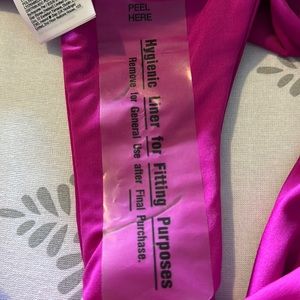 PEEL
HERE
Hygienic Liner for Fitting Purposes
Remove for General Use after Final
Purchase.